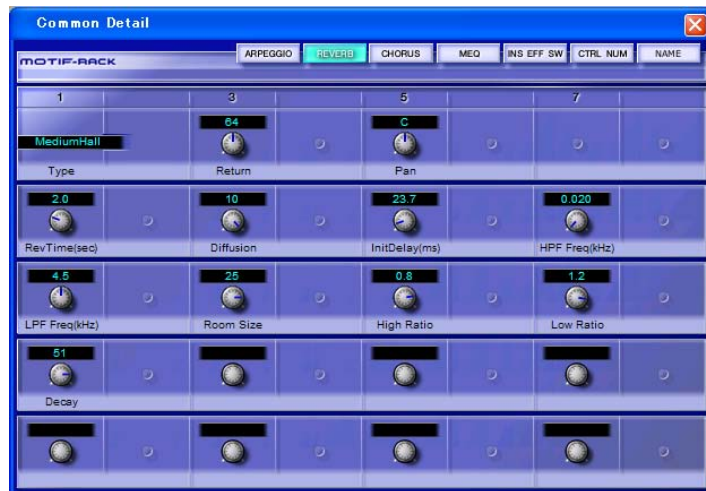 Common Detail
MOTIF-RACK
ARPEGGIO REVERB CHORUS MEQ INS EFF SW CTRL NUM NAME
1 3 5 7
64 C
MediumHall
Type Return Pan
2.0 10 23.7 0.020
RevTime(sec) Diffusion InitDelay(ms) HPF Freq(kHz)
4.5 25 0.8 1.2
LPF Freq(kHz) Room Size High Ratio Low Ratio
51
Decay